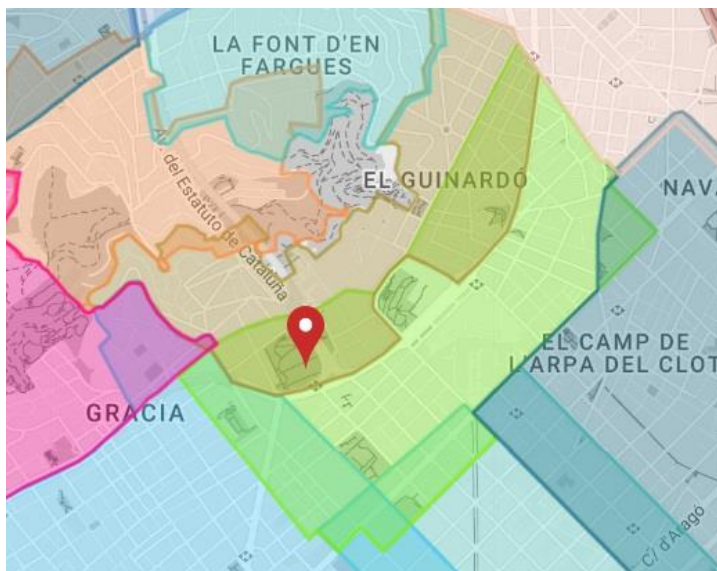 LA FONT D'EN
FARGUES
Av. del Estatuto de Cataluña
EL GUINARDÓ
NAV
EL CAMP DE
L'ARPA DEL CLOT
GRACIA
C/ d'Aragó